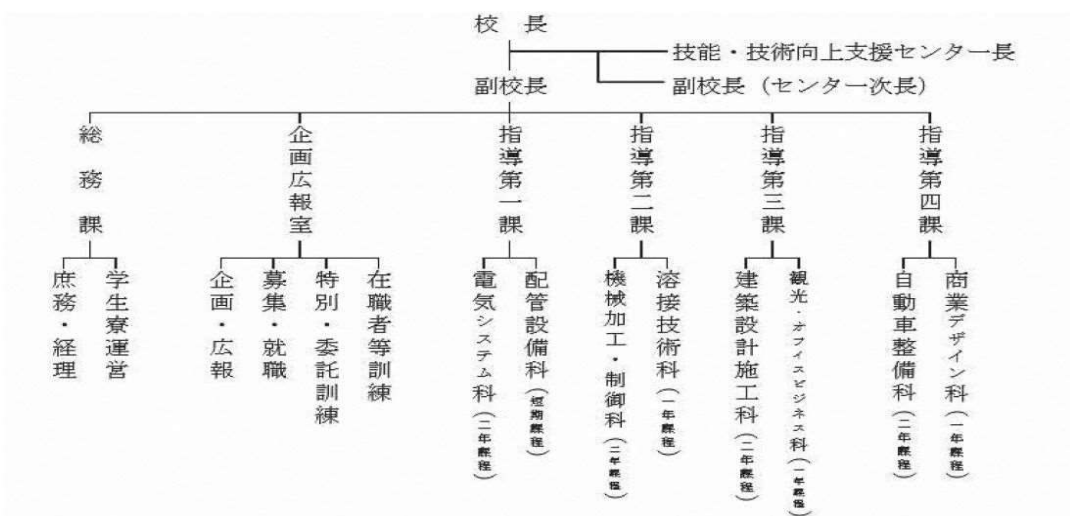 校 長
技能・技術向上支援センター長
副校長
副校長（センター次長）
総務課
企画広報室
指導第一課
指導第二課
指導第三課
指導第四課
庶務・経理
学生寮運営
企画・広報
募集・就職
特別・委託訓練
在職者等訓練
電気システム科（二年課程）
配管設備科（短期課程）
機械加工・制御科（二年課程）
溶接技術科（一年課程）
建築設計施工科（二年課程）
観光・オフィスビジネス科（一年課程）
自動車整備科（二年課程）
商業デザイン科（一年課程）